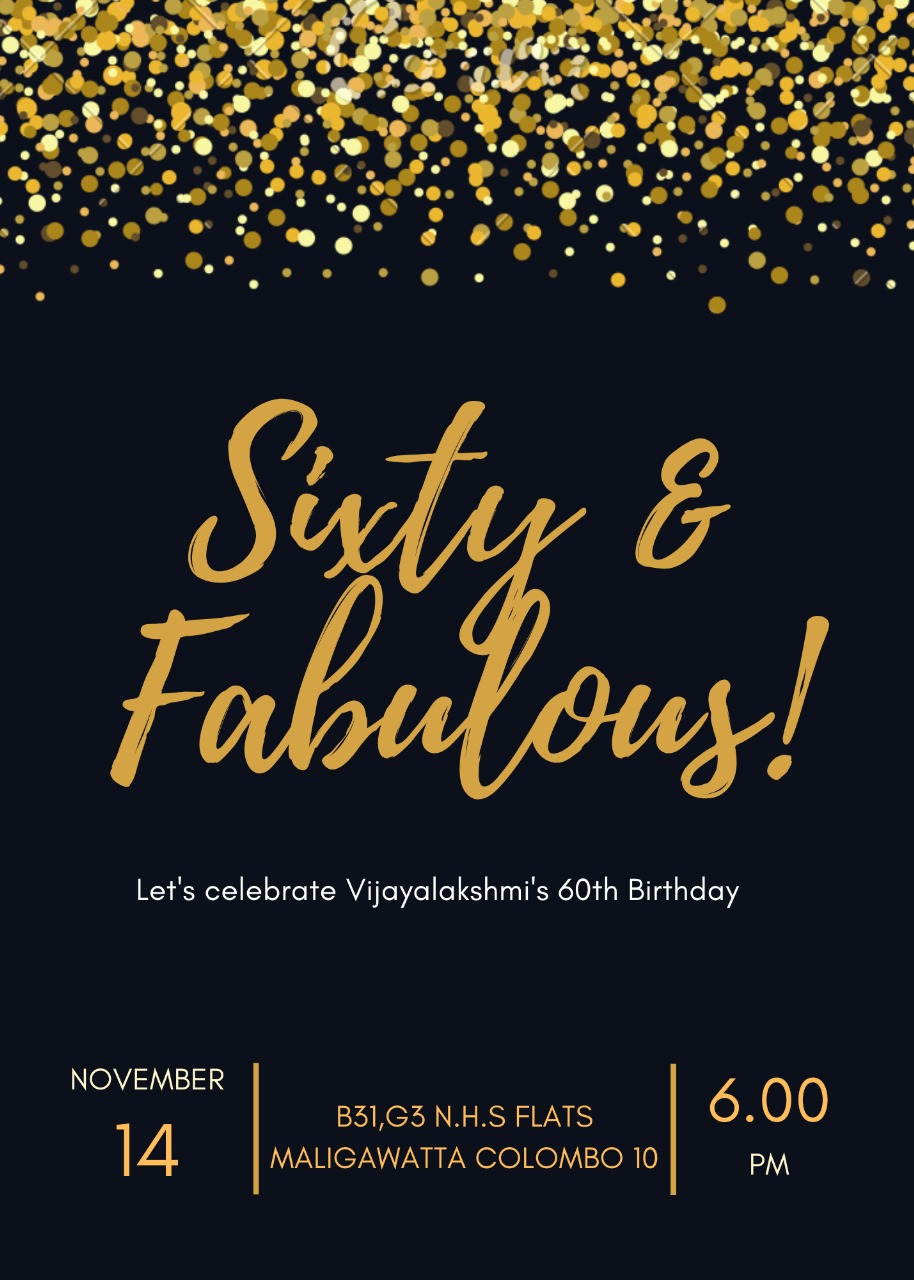 Sixty &
Fabulous!
Let's celebrate Vijayalakshmi's 60th Birthday
NOVEMBER
14
B31,G3 N.H.S FLATS
MALIGAWATTA COLOMBO 10
6.00
PM